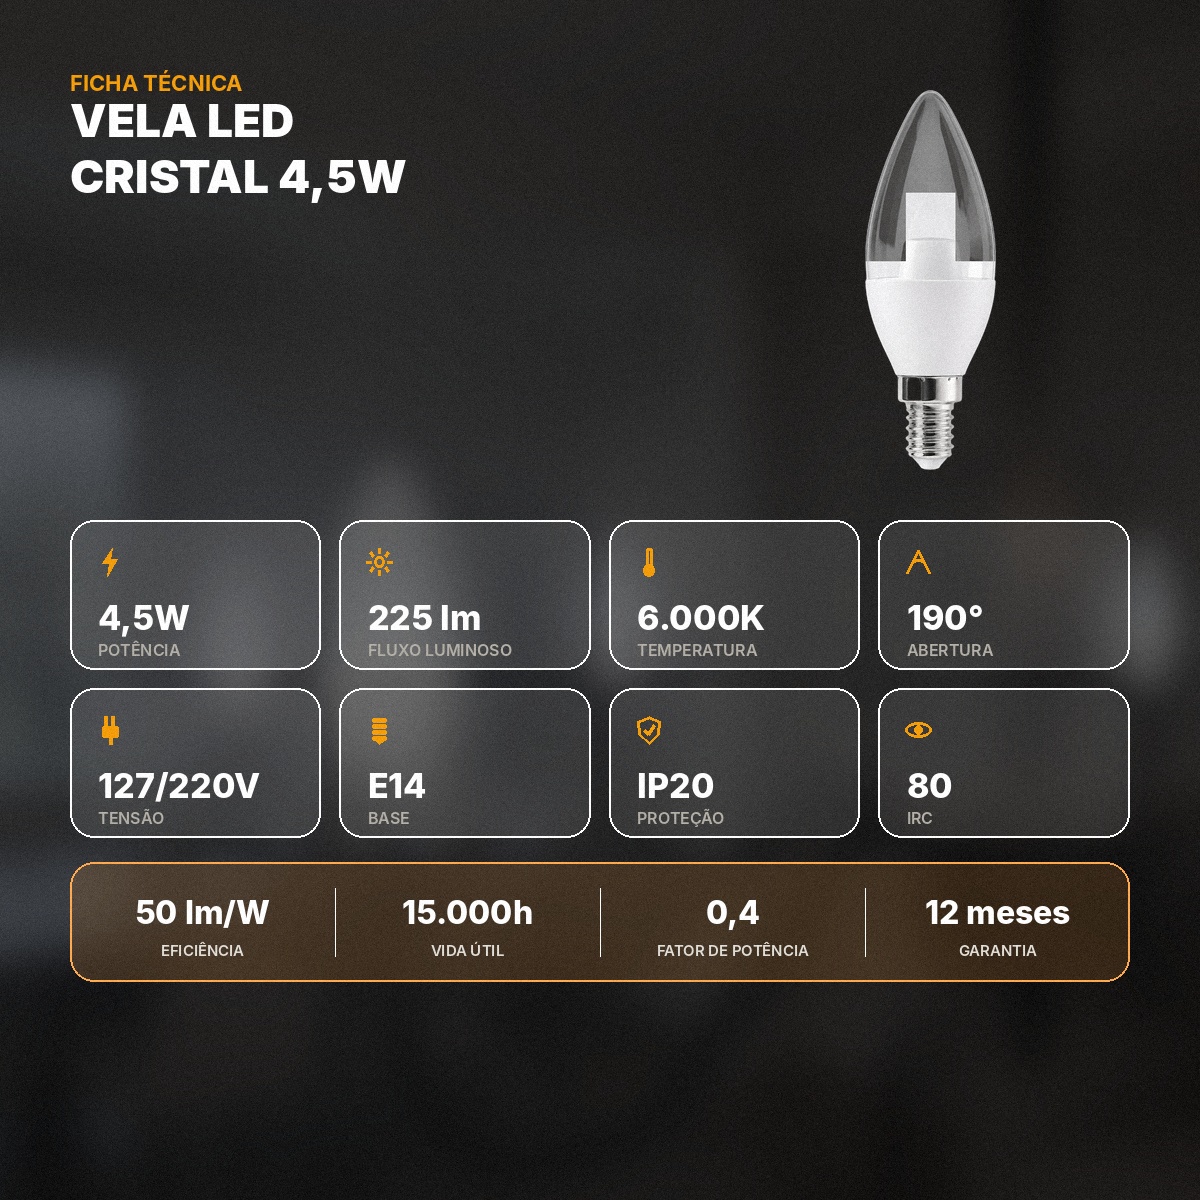 FICHA TÉCNICA
VELA LED
CRISTAL 4,5W
4,5W
POTÊNCIA
225 lm
FLUXO LUMINOSO
6.000K
TEMPERATURA
190°
ABERTURA
127/220V
TENSÃO
E14
BASE
IP20
PROTEÇÃO
80
IRC
50 lm/W
EFICIÊNCIA
15.000h
VIDA ÚTIL
0,4
FATOR DE POTÊNCIA
12 meses
GARANTIA